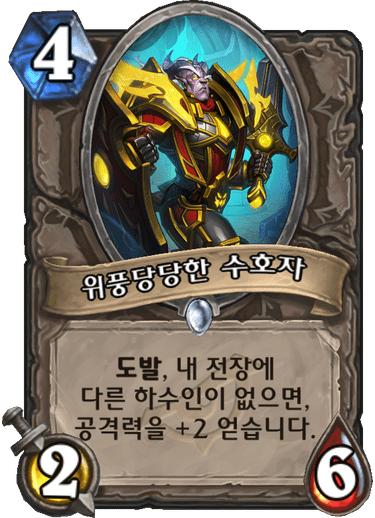 4
위풍당당한 수호자
도발, 내 전장에
다른 하수인이 없으면,
공격력을 +2 얻습니다.
2
6